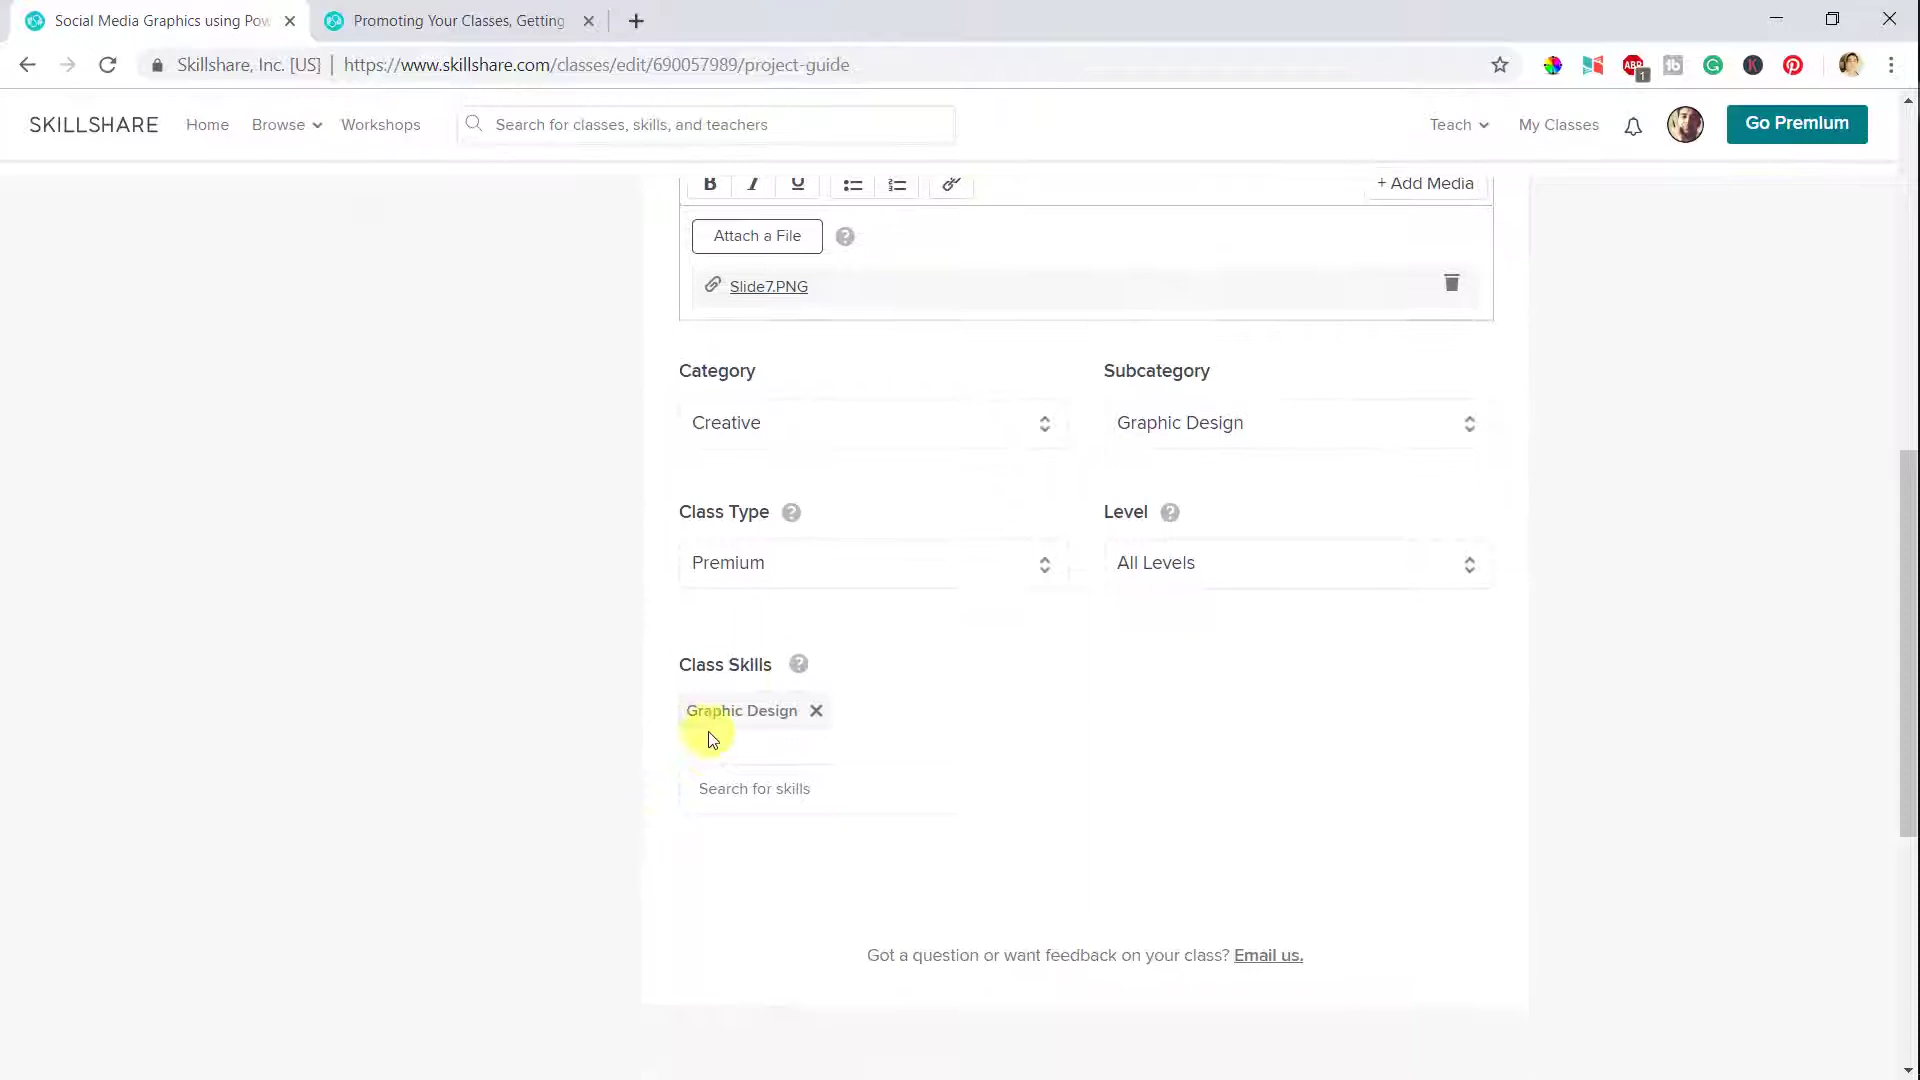 Social Media Graphics using Pow
Promoting Your Classes, Getting
Skillshare, Inc. [US] | https://www.skillshare.com/classes/edit/690057989/project-guide
ABP
1
tb
G
K
SKILLSHARE
Home
Browse
Workshops
Search for classes, skills, and teachers
Teach
My Classes
Go Premium
B I U
+ Add Media
Attach a File ?
Slide7.PNG
Category
Subcategory
Creative
Graphic Design
Class Type ?
Level ?
Premium
All Levels
Class Skills ?
Graphic Design
Search for skills
Got a question or want feedback on your class? Email us.